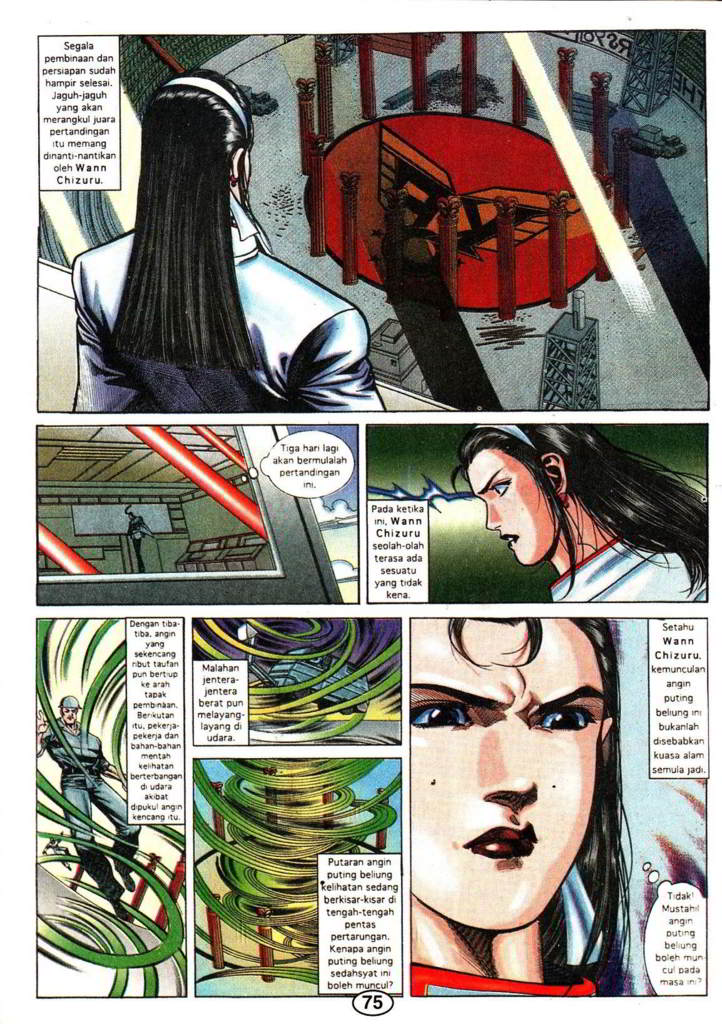 Segala
pembinaan dan
persiapan sudah
hampir selesai.
Jaguh-jaguh
yang akan
merangkul juara
pertandingan
itu memang
dinanti-nantikan
oleh Wann
Chizuru.
Tiga hari lagi
akan bermulalah
pertandingan
ini.
Pada ketika
ini, Wann
Chizuru
seolah-olah
terasa ada
sesuatu
yang tidak
kena.
Dengan tiba-
tiba, angin
yang
sekencang
ribut taufan
pun bertiup
ke arah
tapak
pembinaan.
Berikutan
itu, pekerja-
pekerja dan
bahan-bahan
mentah
kelihatan
berterbangan
di udara
akibat
dipukul angin
kencang itu.
Malahan
jentera-
jentera
berat pun
melayang-
layang di
udara.
Putaran angin
puting beliung
kelihatan sedang
berkisar-kisar di
tengah-tengah
pentas
pertarungan.
Kenapa angin
puting beliung
sedahsyat ini
boleh muncul?
Setahu
Wann
Chizuru,
kemunculan
angin
puting
beliung ini
bukanlah
disebabkan
kuasa alam
semula jadi.
Tidak!
Mustahil
angin
puting
beliung
boleh mun-
cul pada
masa ini?
75